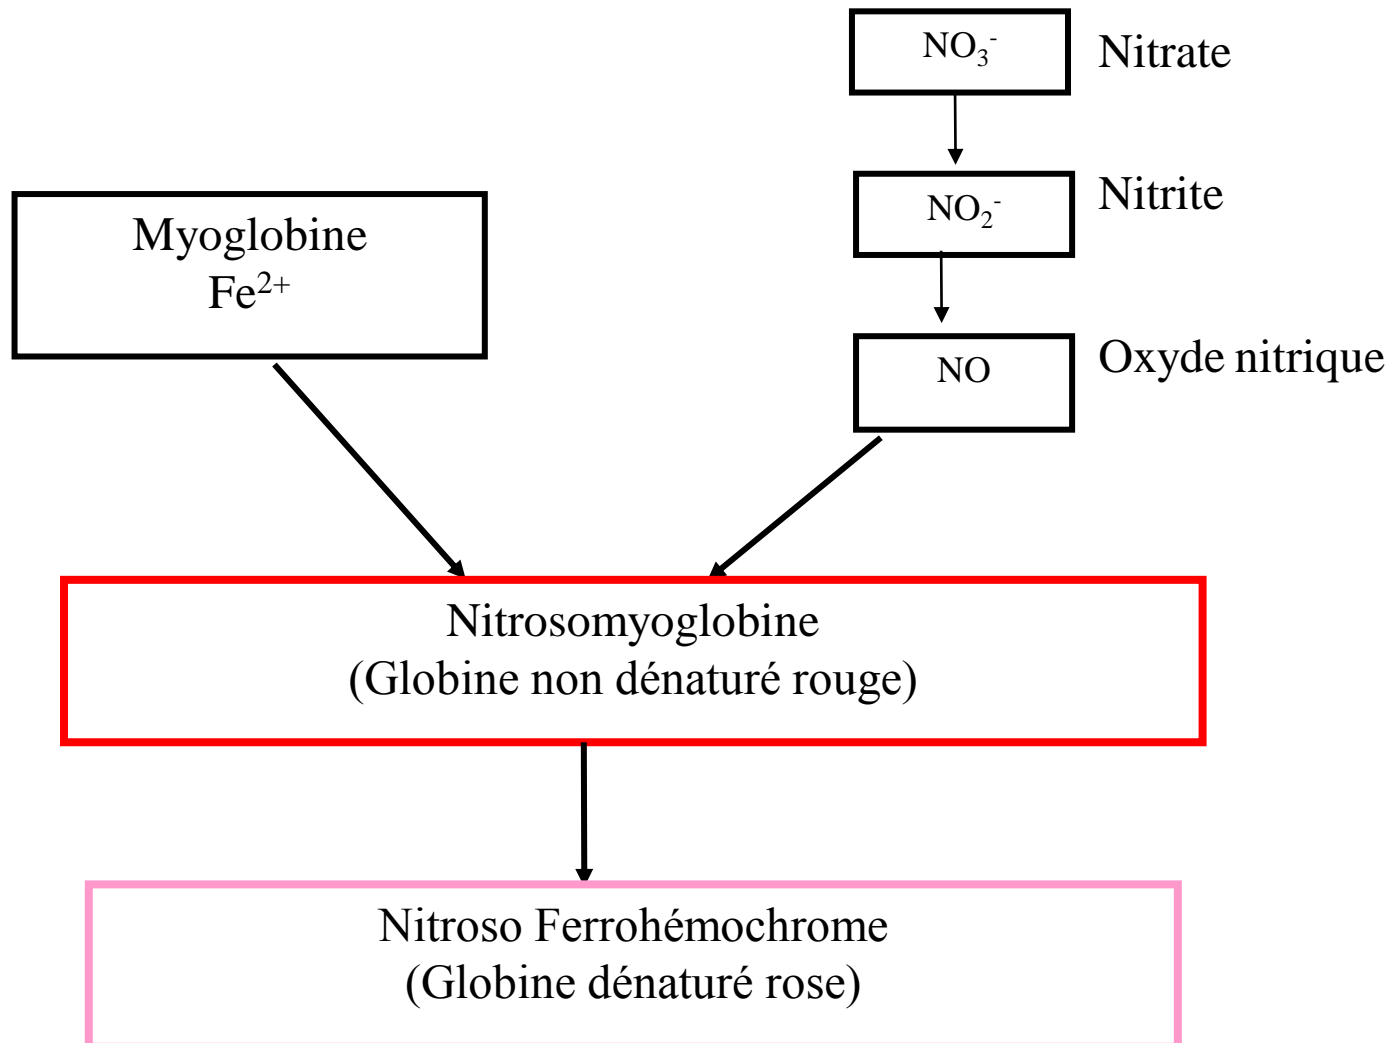 NO₃⁻
Nitrate
NO₂⁻
Nitrite
Myoglobine
Fe²⁺
NO
Oxyde nitrique
Nitrosomyoglobine
(Globine non dénaturé rouge)
Nitroso Ferrohémochrome
(Globine dénaturé rose)